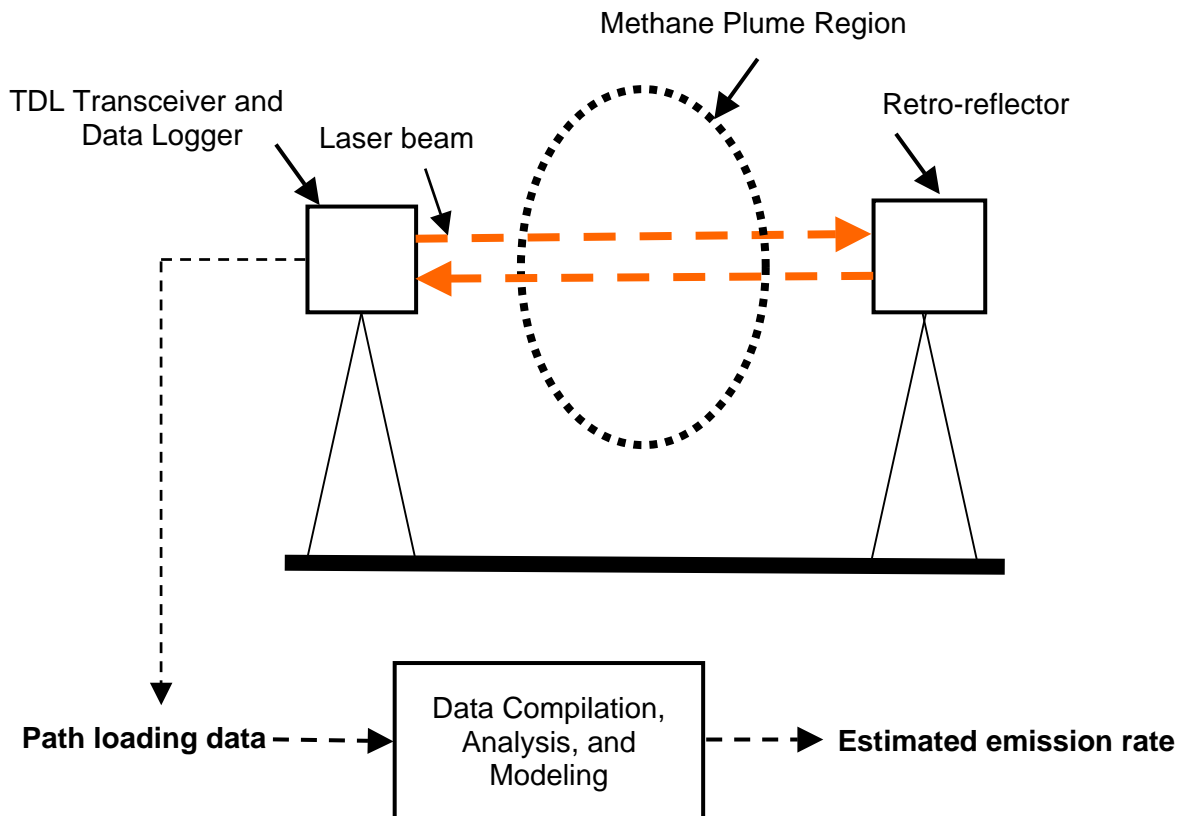 Methane Plume Region
TDL Transceiver and
Data Logger
Laser beam
Retro-reflector
Path loading data
Data Compilation,
Analysis, and
Modeling
Estimated emission rate